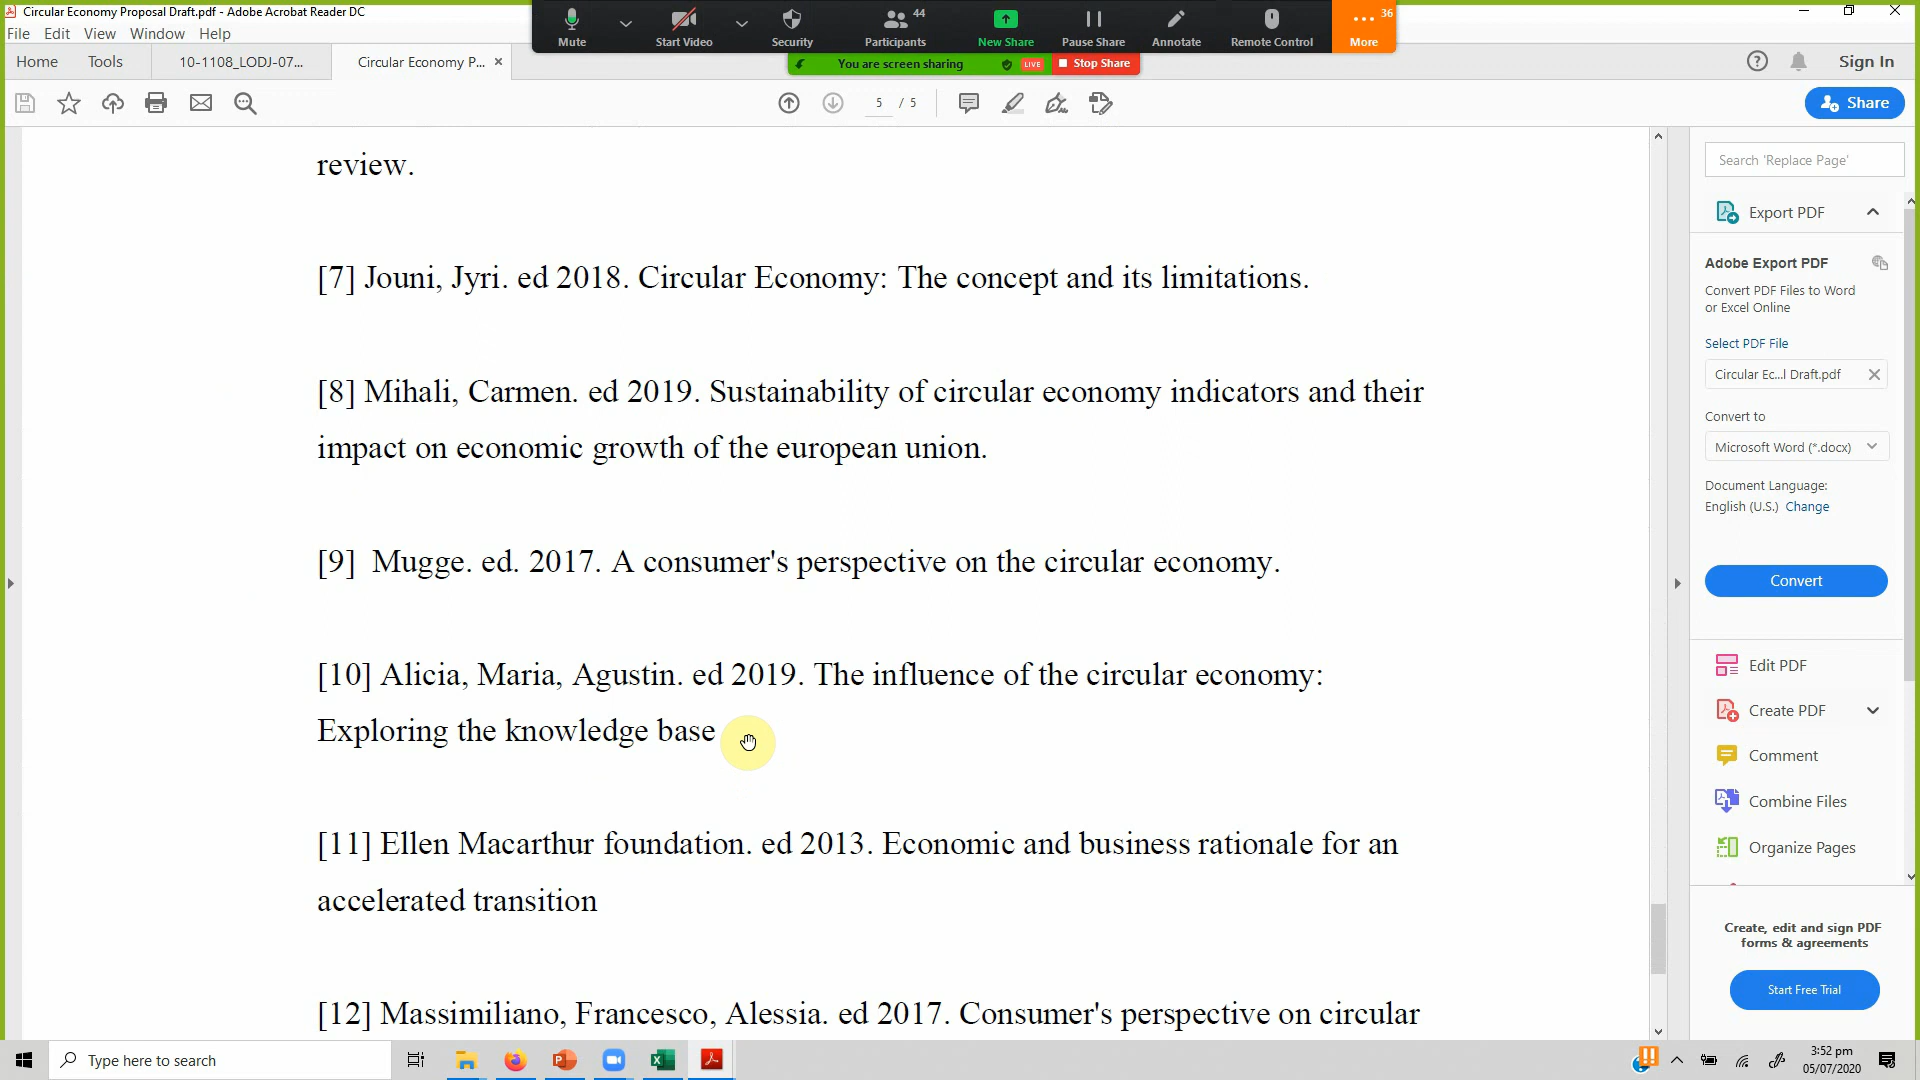 Circular Economy Proposal Draft.pdf - Adobe Acrobat Reader DC
File Edit View Window Help
Mute Start Video Security Participants 44 New Share Pause Share Annotate Remote Control More 36
You are screen sharing LIVE Stop Share
Home Tools 10-1108_LODJ-07... Circular Economy P... × Sign In
5 / 5 Share
review.
[7] Jouni, Jyri. ed 2018. Circular Economy: The concept and its limitations.
[8] Mihali, Carmen. ed 2019. Sustainability of circular economy indicators and their
impact on economic growth of the european union.
[9] Mugge. ed. 2017. A consumer's perspective on the circular economy.
[10] Alicia, Maria, Agustin. ed 2019. The influence of the circular economy:
Exploring the knowledge base
[11] Ellen Macarthur foundation. ed 2013. Economic and business rationale for an
accelerated transition
[12] Massimiliano, Francesco, Alessia. ed 2017. Consumer's perspective on circular
Search 'Replace Page'
Export PDF
Adobe Export PDF
Convert PDF Files to Word
or Excel Online
Select PDF File
Circular Ec...l Draft.pdf
Convert to
Microsoft Word (*.docx)
Document Language:
English (U.S.) Change
Convert
Edit PDF
Create PDF
Comment
Combine Files
Organize Pages
Create, edit and sign PDF
forms & agreements
Start Free Trial
Type here to search
3:52 pm
05/07/2020